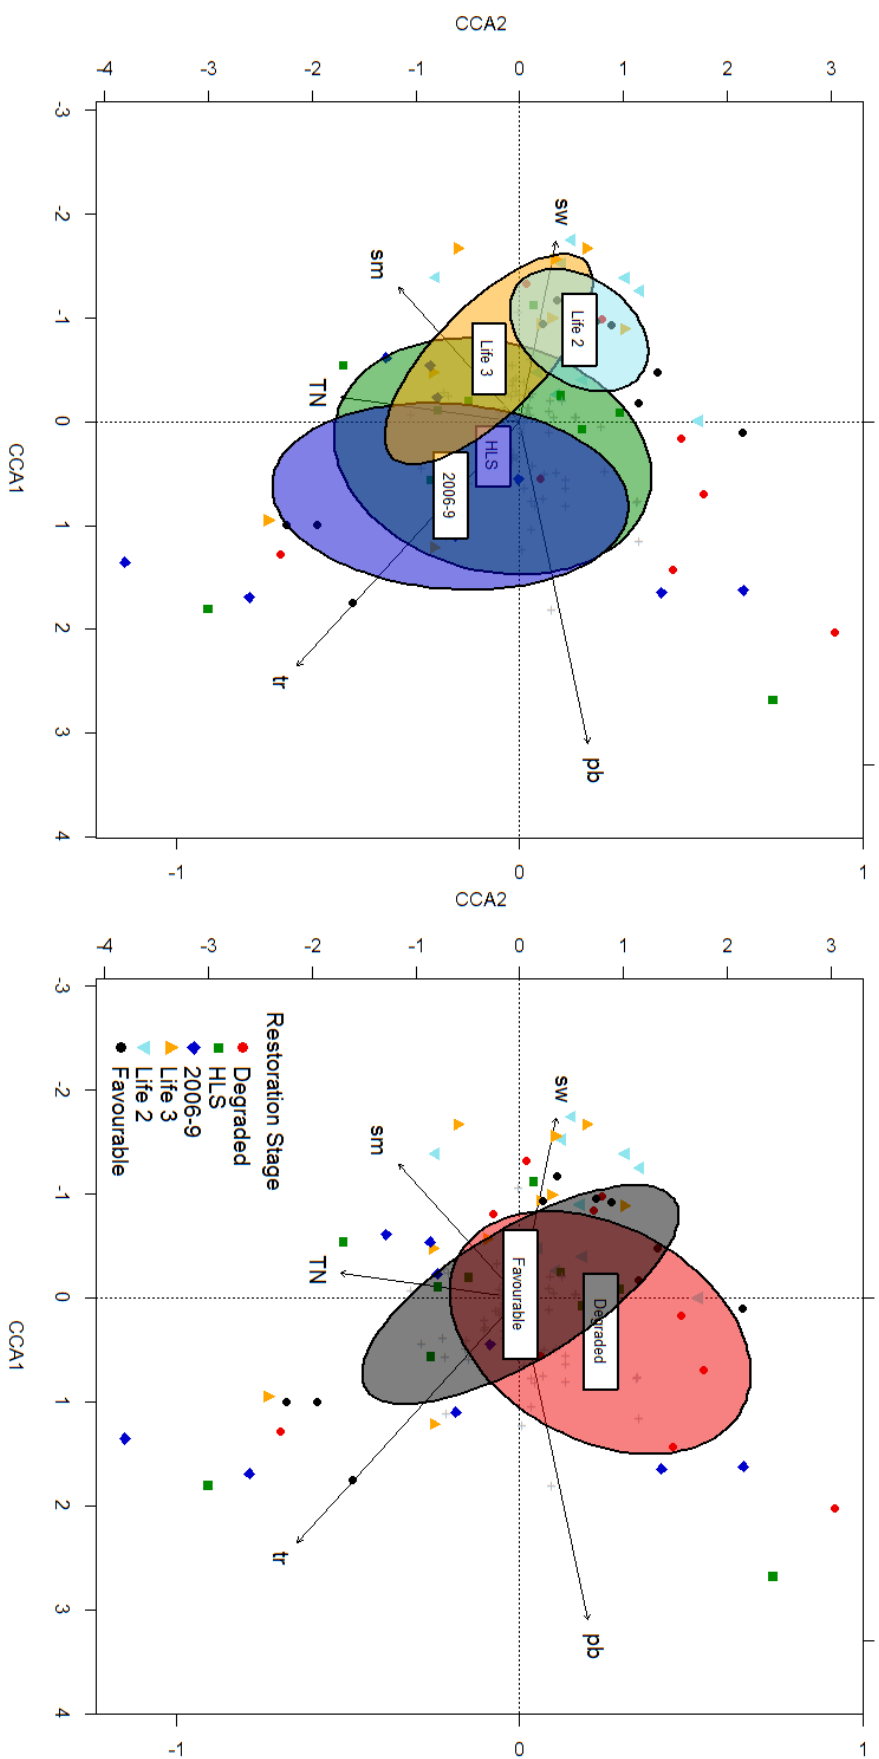 CCA2
-4 -3 -2 -1 0 1 2 3
-3 -2 -1 0 1 2 3 4
CCA1
-1 0 1
sw
sm
TN
tr
pb
Life 2
Life 3
HLS
2006-9
CCA2
-4 -3 -2 -1 0 1 2 3
-3 -2 -1 0 1 2 3 4
CCA1
-1 0 1
sw
sm
TN
tr
pb
Favourable
Degraded
Restoration Stage
Degraded
HLS
2006-9
Life 3
Life 2
Favourable